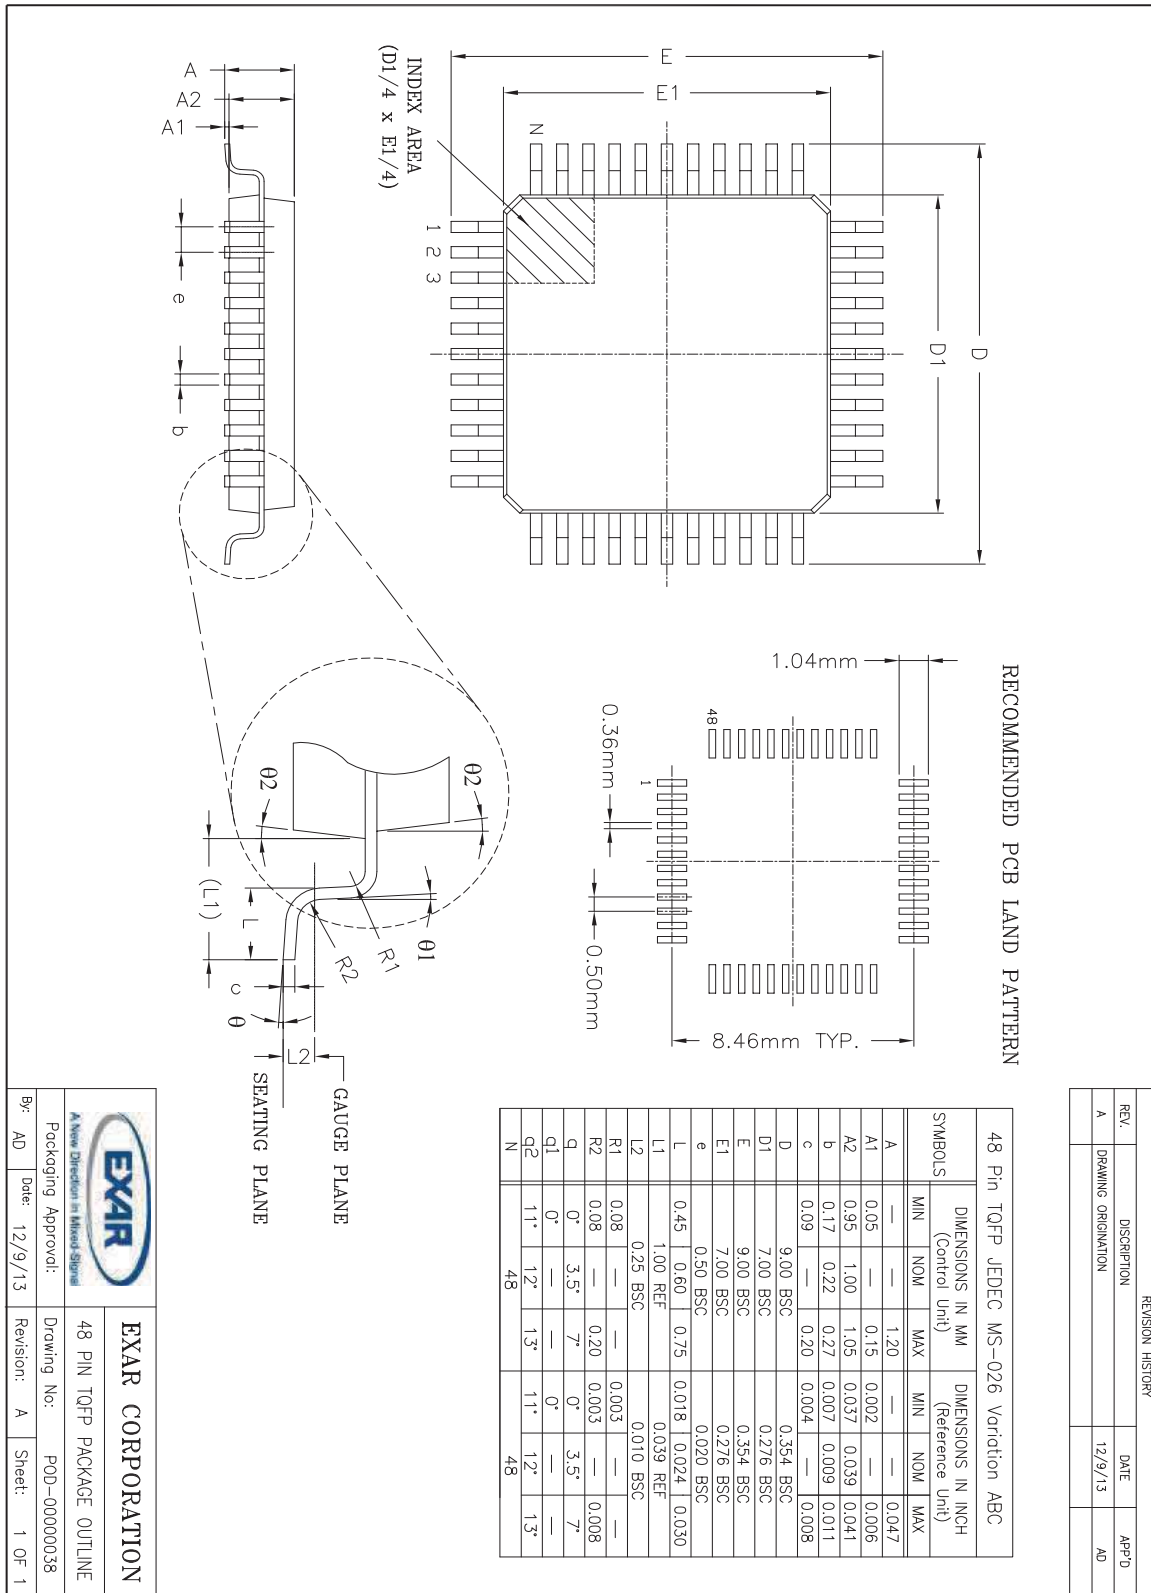 REVISION HISTORY
REV. DISCRIPTION DATE APP'D
A DRAWING ORIGINATION 12/9/13 AD
E
E1
D
D1
N
1 2 3
INDEX AREA
(D1/4 x E1/4)
A
A2
A1
e
b
RECOMMENDED PCB LAND PATTERN
1.04mm
48
1
0.36mm
0.50mm
8.46mm TYP.
θ2
θ2
θ1
R1
R2
(L1)
L
c
θ
L2
GAUGE PLANE
SEATING PLANE
48 Pin TQFP JEDEC MS-026 Variation ABC
SYMBOLS DIMENSIONS IN MM (Control Unit) DIMENSIONS IN INCH (Reference Unit)
MIN NOM MAX MIN NOM MAX
A — — 1.20 — — 0.047
A1 0.05 — 0.15 0.002 — 0.006
A2 0.95 1.00 1.05 0.037 0.039 0.041
b 0.17 0.22 0.27 0.007 0.009 0.011
c 0.09 — 0.20 0.004 — 0.008
D 9.00 BSC 0.354 BSC
D1 7.00 BSC 0.276 BSC
E 9.00 BSC 0.354 BSC
E1 7.00 BSC 0.276 BSC
e 0.50 BSC 0.020 BSC
L 0.45 0.60 0.75 0.018 0.024 0.030
L1 1.00 REF 0.039 REF
L2 0.25 BSC 0.010 BSC
R1 0.08 — — 0.003 — —
R2 0.08 — 0.20 0.003 — 0.008
q 0° 3.5° 7° 0° 3.5° 7°
q1 0° — — 0° — —
q2 11° 12° 13° 11° 12° 13°
N 48 48
EXAR
A New Direction in Mixed-Signal
EXAR CORPORATION
48 PIN TQFP PACKAGE OUTLINE
Packaging Approval:
Drawing No: POD-00000038
By: AD Date: 12/9/13 Revision: A Sheet: 1 OF 1